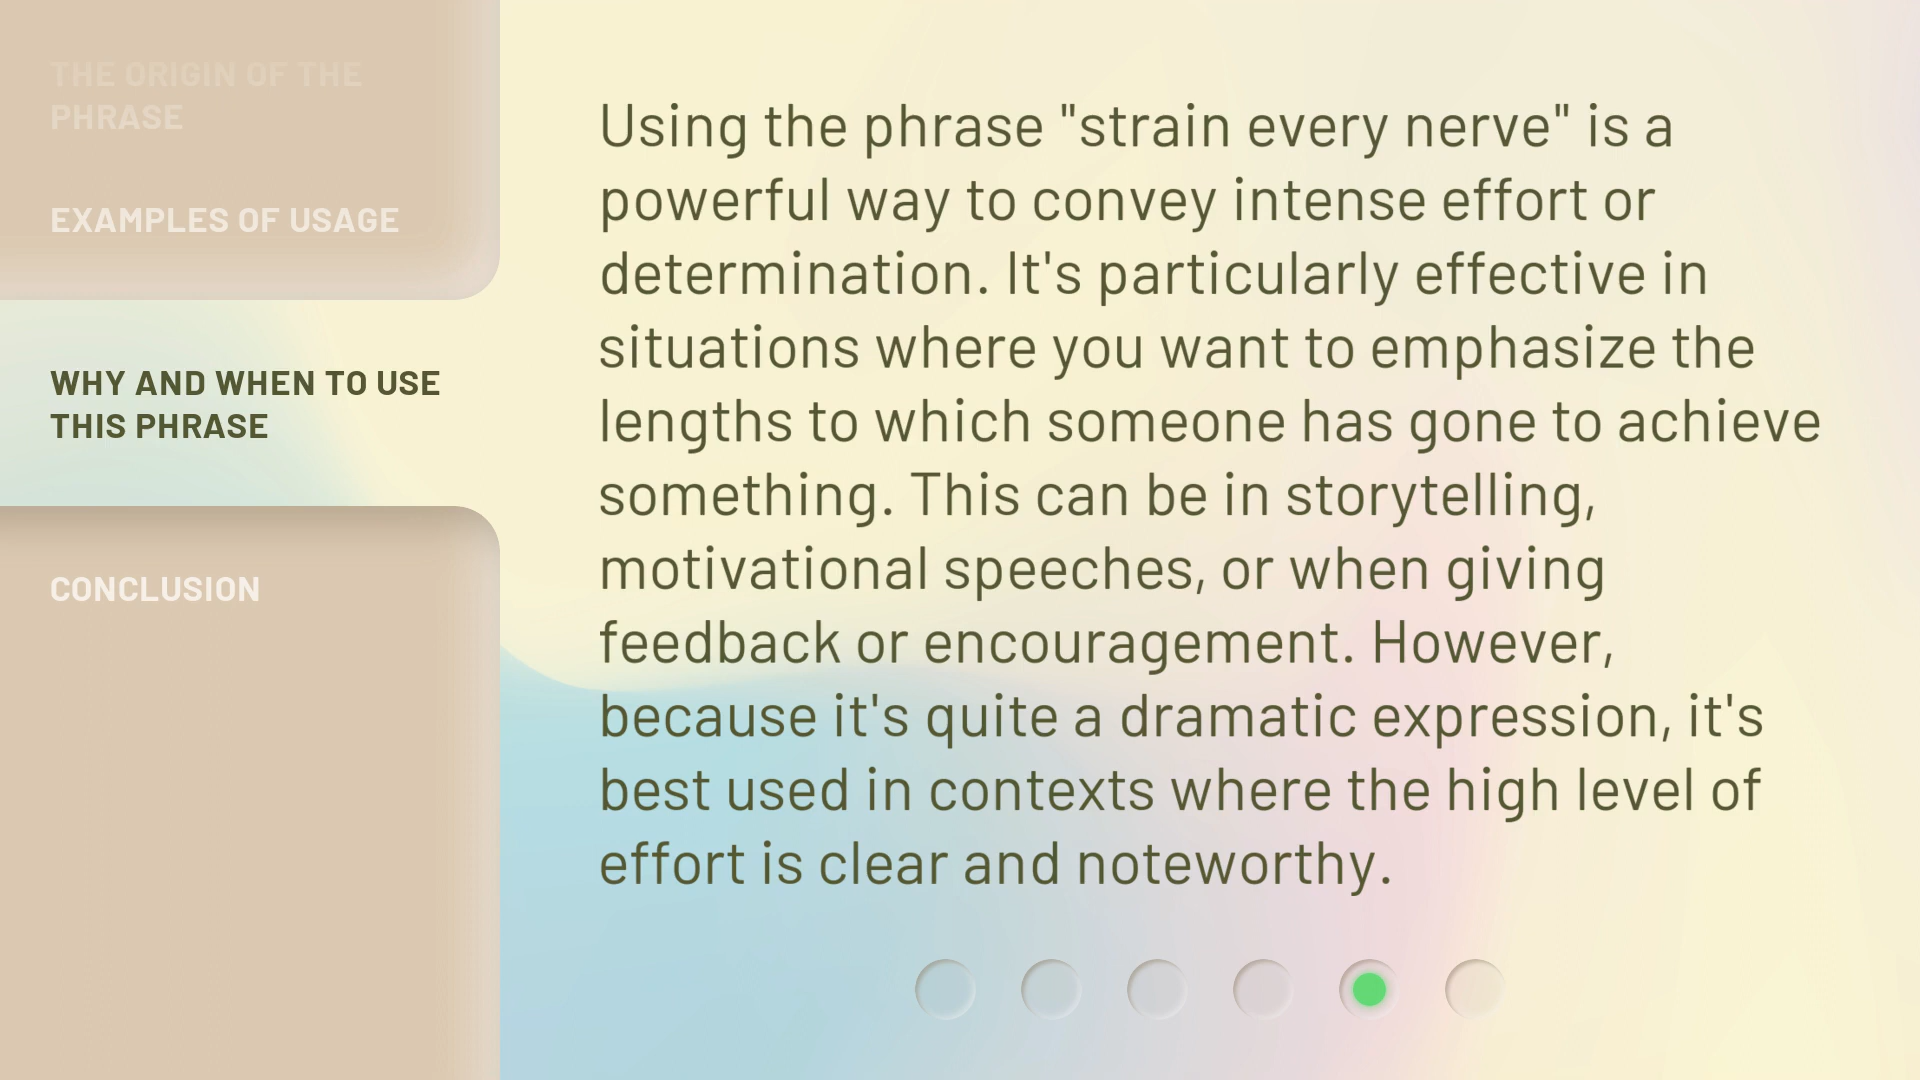 THE ORIGIN OF THE
PHRASE
EXAMPLES OF USAGE
WHY AND WHEN TO USE
THIS PHRASE
CONCLUSION
Using the phrase "strain every nerve" is a
powerful way to convey intense effort or
determination. It's particularly effective in
situations where you want to emphasize the
lengths to which someone has gone to achieve
something. This can be in storytelling,
motivational speeches, or when giving
feedback or encouragement. However,
because it's quite a dramatic expression, it's
best used in contexts where the high level of
effort is clear and noteworthy.